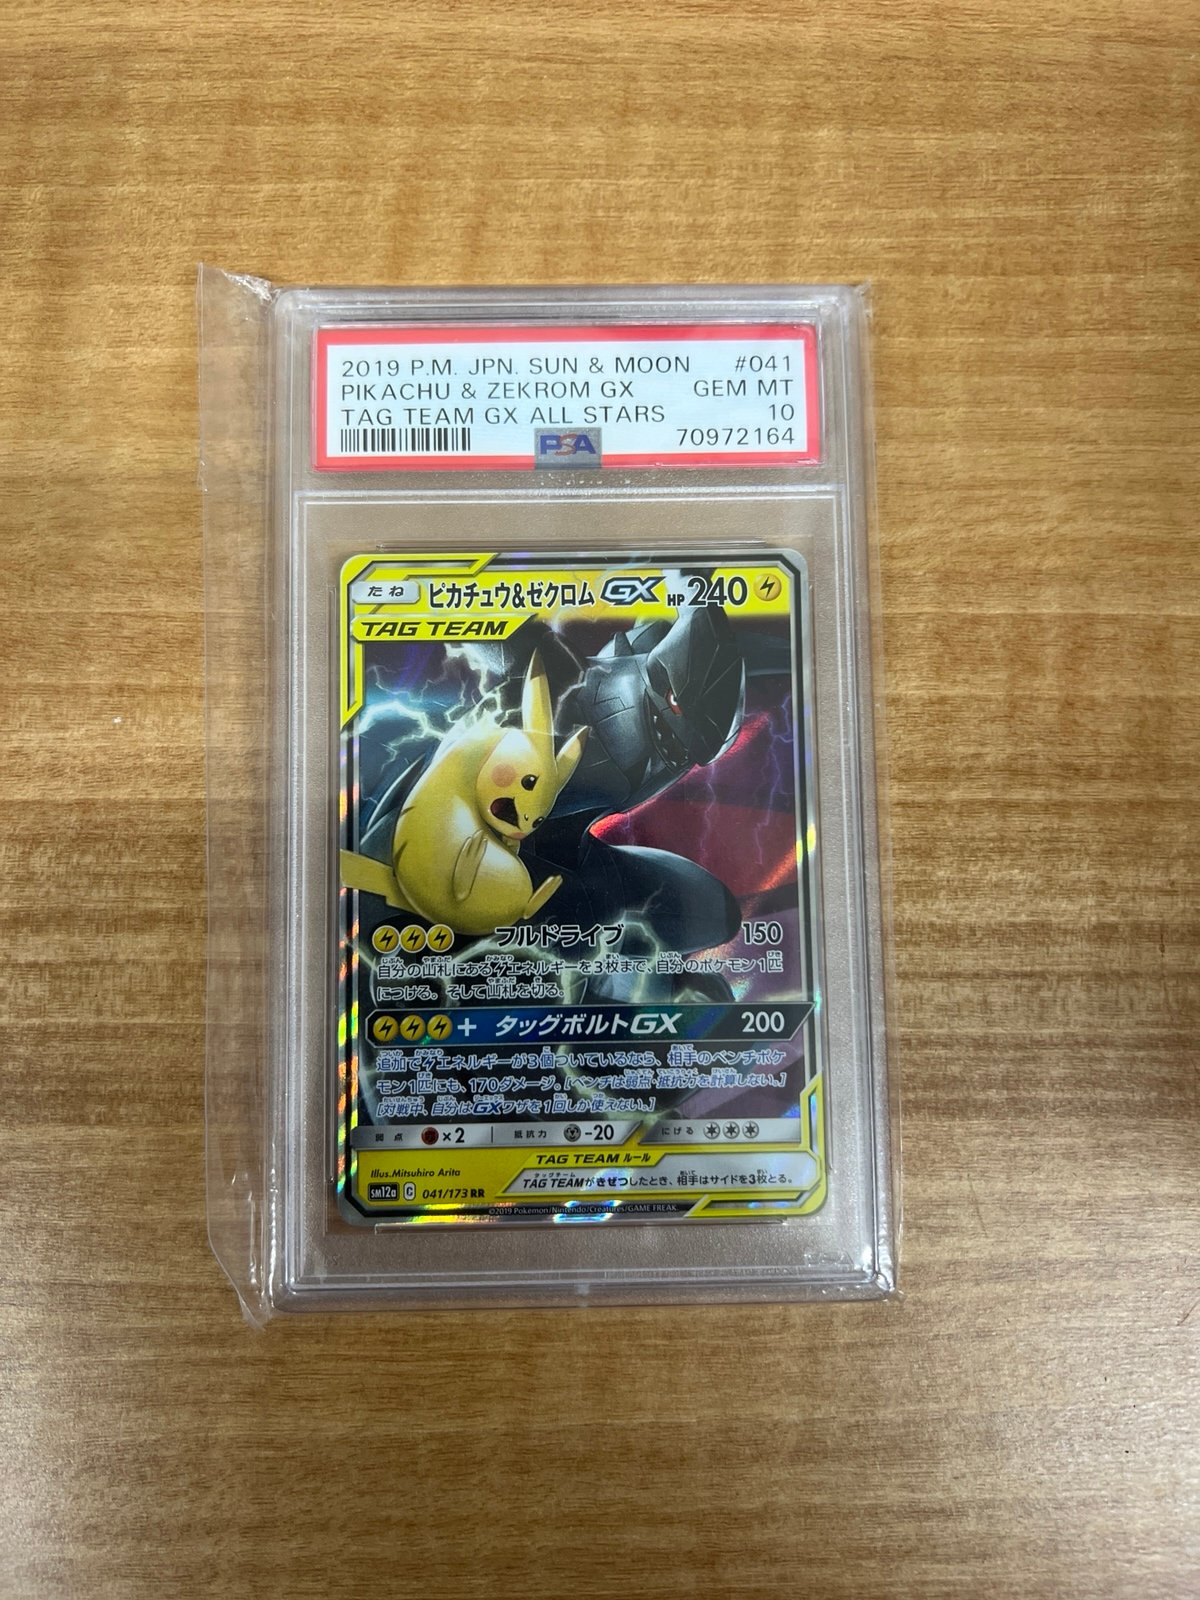 2019 P.M. JPN. SUN & MOON #041
PIKACHU & ZEKROM GX GEM MT
TAG TEAM GX ALL STARS 10
PSA 70972164
たね ピカチュウ&ゼクロムGX HP240
TAG TEAM
フルドライブ 150
自分の山札にあるエネルギーを3枚まで、自分のポケモン1匹
につける。そして山札を切る。
+ タッグボルトGX 200
追加でエネルギーが3個ついているなら、相手のベンチポケ
モン1匹にも、170ダメージ。[ベンチは弱点・抵抗力を計算しない。]
[対戦中、自分はGXワザを1回しか使えない。]
弱点 ×2 抵抗力 -20 にげる
TAG TEAM ルール
Illus.Mitsuhiro Arita
TAG TEAMがきぜつしたとき、相手はサイドを3枚とる。
sm12a C 041/173 RR
©2019 Pokémon/Nintendo/Creatures/GAME FREAK.